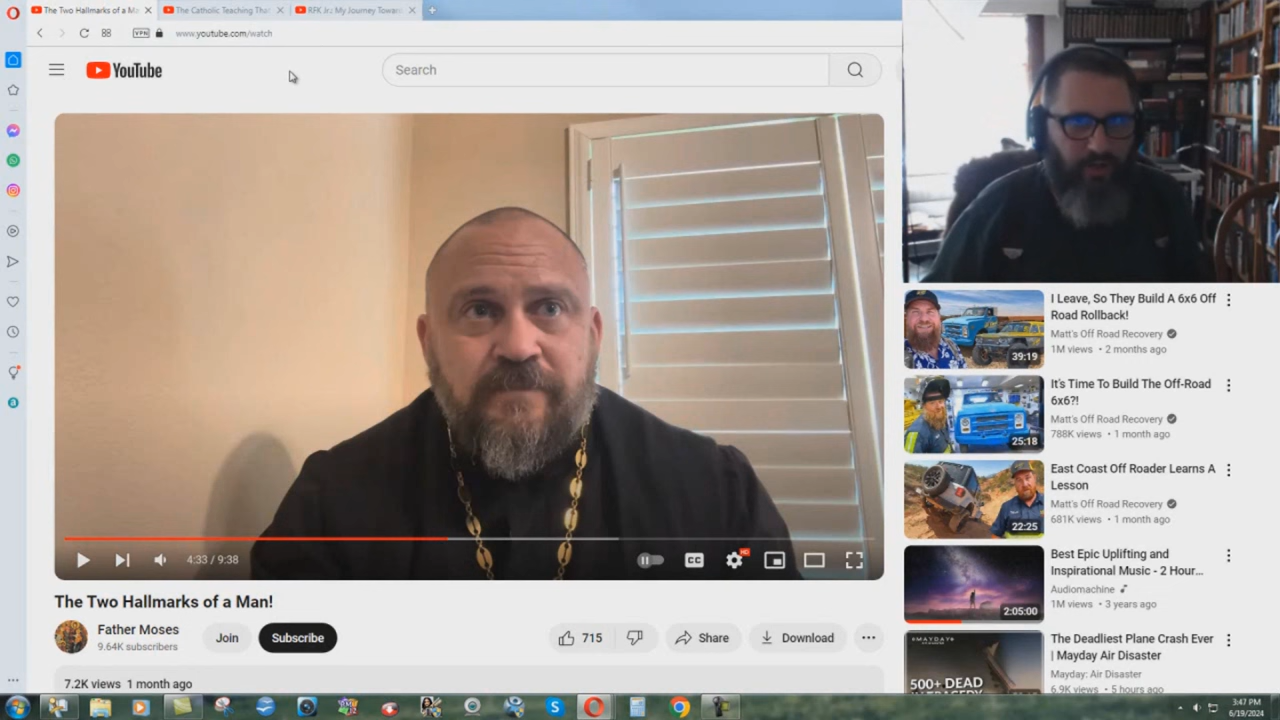 The Two Hallmarks of a Ma
The Catholic Teaching Tha
RFK Jr.: My Journey Towar
VPN
www.youtube.com/watch
YouTube
Search
4:33 / 9:38
CC
HD
The Two Hallmarks of a Man!
Father Moses
9.64K subscribers
Join
Subscribe
715
Share
Download
7.2K views 1 month ago
I Leave, So They Build A 6x6 Off
Road Rollback!
Matt's Off Road Recovery
1M views • 2 months ago
39:19
It's Time To Build The Off-Road
6x6?!
Matt's Off Road Recovery
788K views • 1 month ago
25:18
East Coast Off Roader Learns A
Lesson
Matt's Off Road Recovery
681K views • 1 month ago
22:25
Best Epic Uplifting and
Inspirational Music - 2 Hour...
Audiomachine
1M views • 3 years ago
2:05:00
The Deadliest Plane Crash Ever
| Mayday Air Disaster
Mayday: Air Disaster
6.9K views • 5 hours ago
MAYDAY
500+ DEAD
3:47 PM
6/19/2024